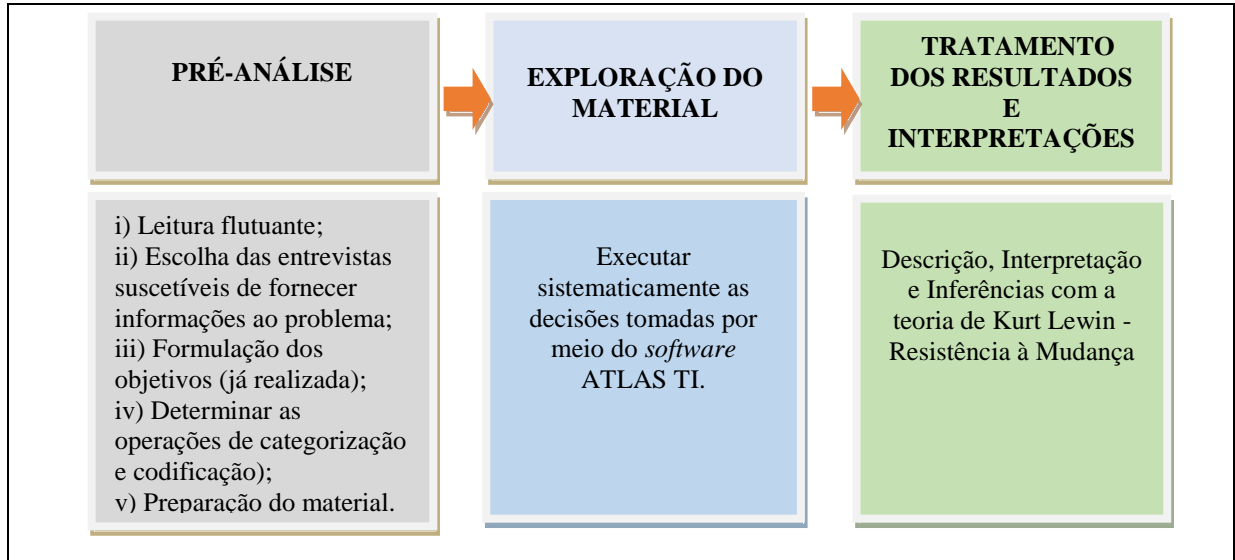 PRÉ-ANÁLISE
EXPLORAÇÃO DO
MATERIAL
TRATAMENTO
DOS RESULTADOS
E
INTERPRETAÇÕES
i) Leitura flutuante;
ii) Escolha das entrevistas
suscetíveis de fornecer
informações ao problema;
iii) Formulação dos
objetivos (já realizada);
iv) Determinar as
operações de categorização
e codificação);
v) Preparação do material.
Executar
sistematicamente as
decisões tomadas por
meio do software
ATLAS TI.
Descrição, Interpretação
e Inferências com a
teoria de Kurt Lewin -
Resistência à Mudança